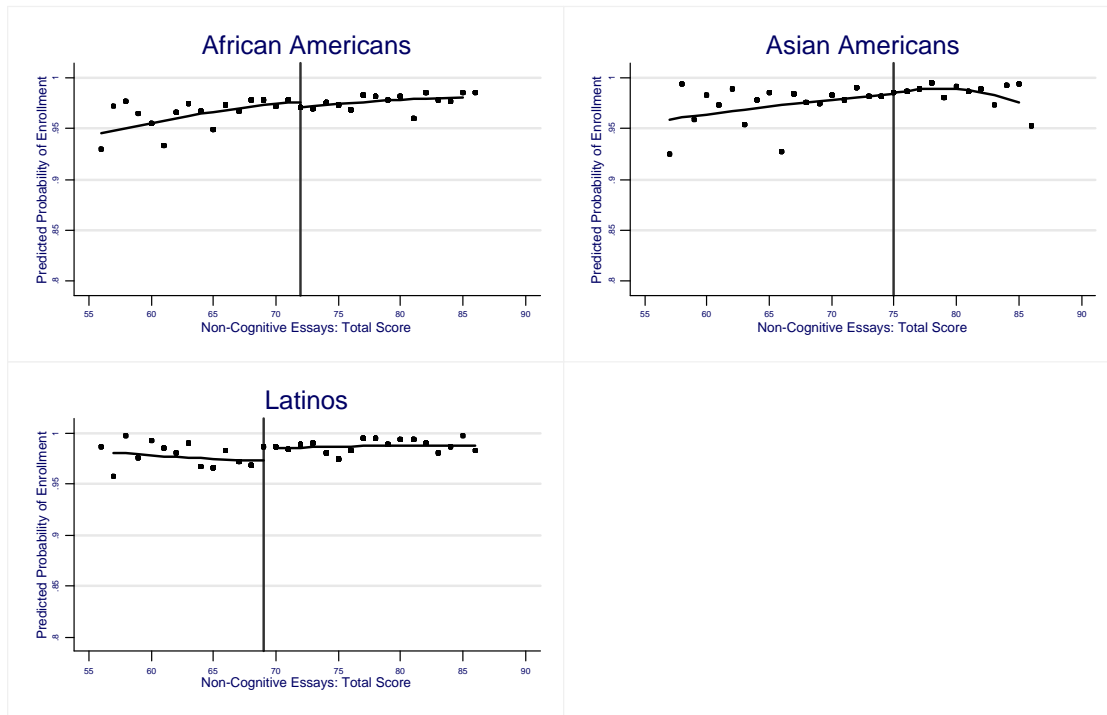 African Americans
Predicted Probability of Enrollment
1
.95
.9
.85
.8
55 60 65 70 75 80 85 90
Non-Cognitive Essays: Total Score
Asian Americans
Predicted Probability of Enrollment
1
.95
.9
.85
.8
55 60 65 70 75 80 85 90
Non-Cognitive Essays: Total Score
Latinos
Predicted Probability of Enrollment
1
.95
.9
.85
.8
55 60 65 70 75 80 85 90
Non-Cognitive Essays: Total Score